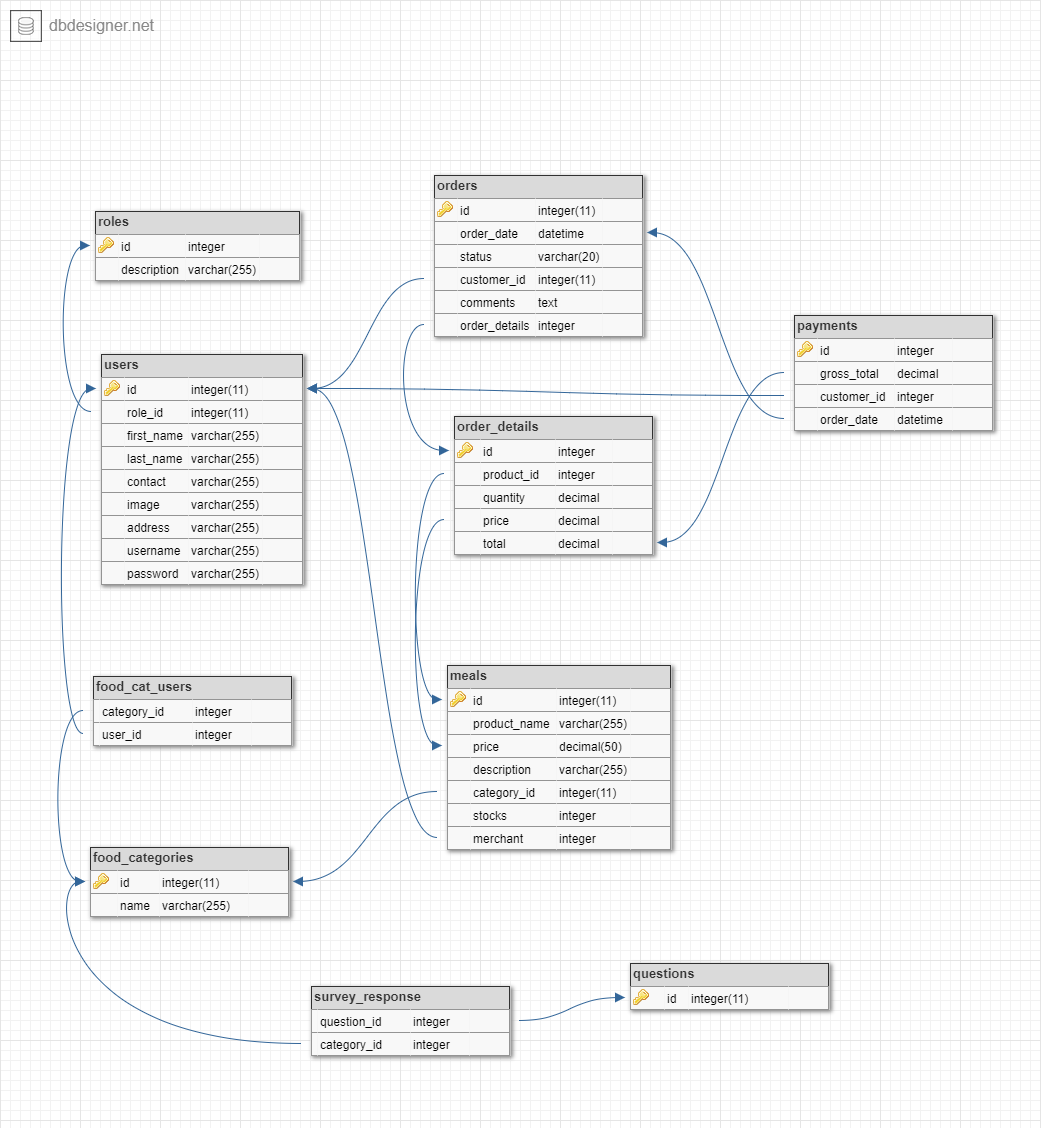 dbdesigner.net
orders
id integer(11)
order_date datetime
status varchar(20)
customer_id integer(11)
comments text
order_details integer
roles
id integer
description varchar(255)
payments
id integer
gross_total decimal
customer_id integer
order_date datetime
users
id integer(11)
role_id integer(11)
first_name varchar(255)
last_name varchar(255)
contact varchar(255)
image varchar(255)
address varchar(255)
username varchar(255)
password varchar(255)
order_details
id integer
product_id integer
quantity decimal
price decimal
total decimal
meals
id integer(11)
product_name varchar(255)
price decimal(50)
description varchar(255)
category_id integer(11)
stocks integer
merchant integer
food_cat_users
category_id integer
user_id integer
food_categories
id integer(11)
name varchar(255)
survey_response
question_id integer
category_id integer
questions
id integer(11)